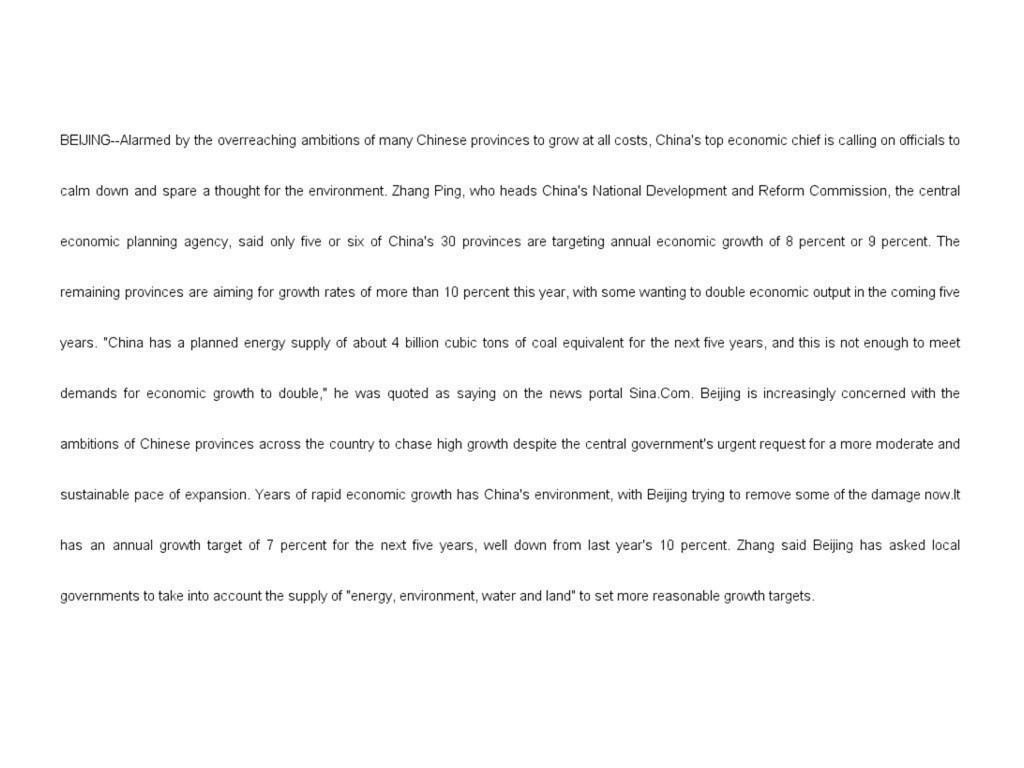 BEIJING--Alarmed by the overreaching ambitions of many Chinese provinces to grow at all costs, China's top economic chief is calling on officials to
calm down and spare a thought for the environment. Zhang Ping, who heads China's National Development and Reform Commission, the central
economic planning agency, said only five or six of China's 30 provinces are targeting annual economic growth of 8 percent or 9 percent. The
remaining provinces are aiming for growth rates of more than 10 percent this year, with some wanting to double economic output in the coming five
years. "China has a planned energy supply of about 4 billion cubic tons of coal equivalent for the next five years, and this is not enough to meet
demands for economic growth to double," he was quoted as saying on the news portal Sina.Com. Beijing is increasingly concerned with the
ambitions of Chinese provinces across the country to chase high growth despite the central government's urgent request for a more moderate and
sustainable pace of expansion. Years of rapid economic growth has China's environment, with Beijing trying to remove some of the damage now.It
has an annual growth target of 7 percent for the next five years, well down from last year's 10 percent. Zhang said Beijing has asked local
governments to take into account the supply of "energy, environment, water and land" to set more reasonable growth targets.